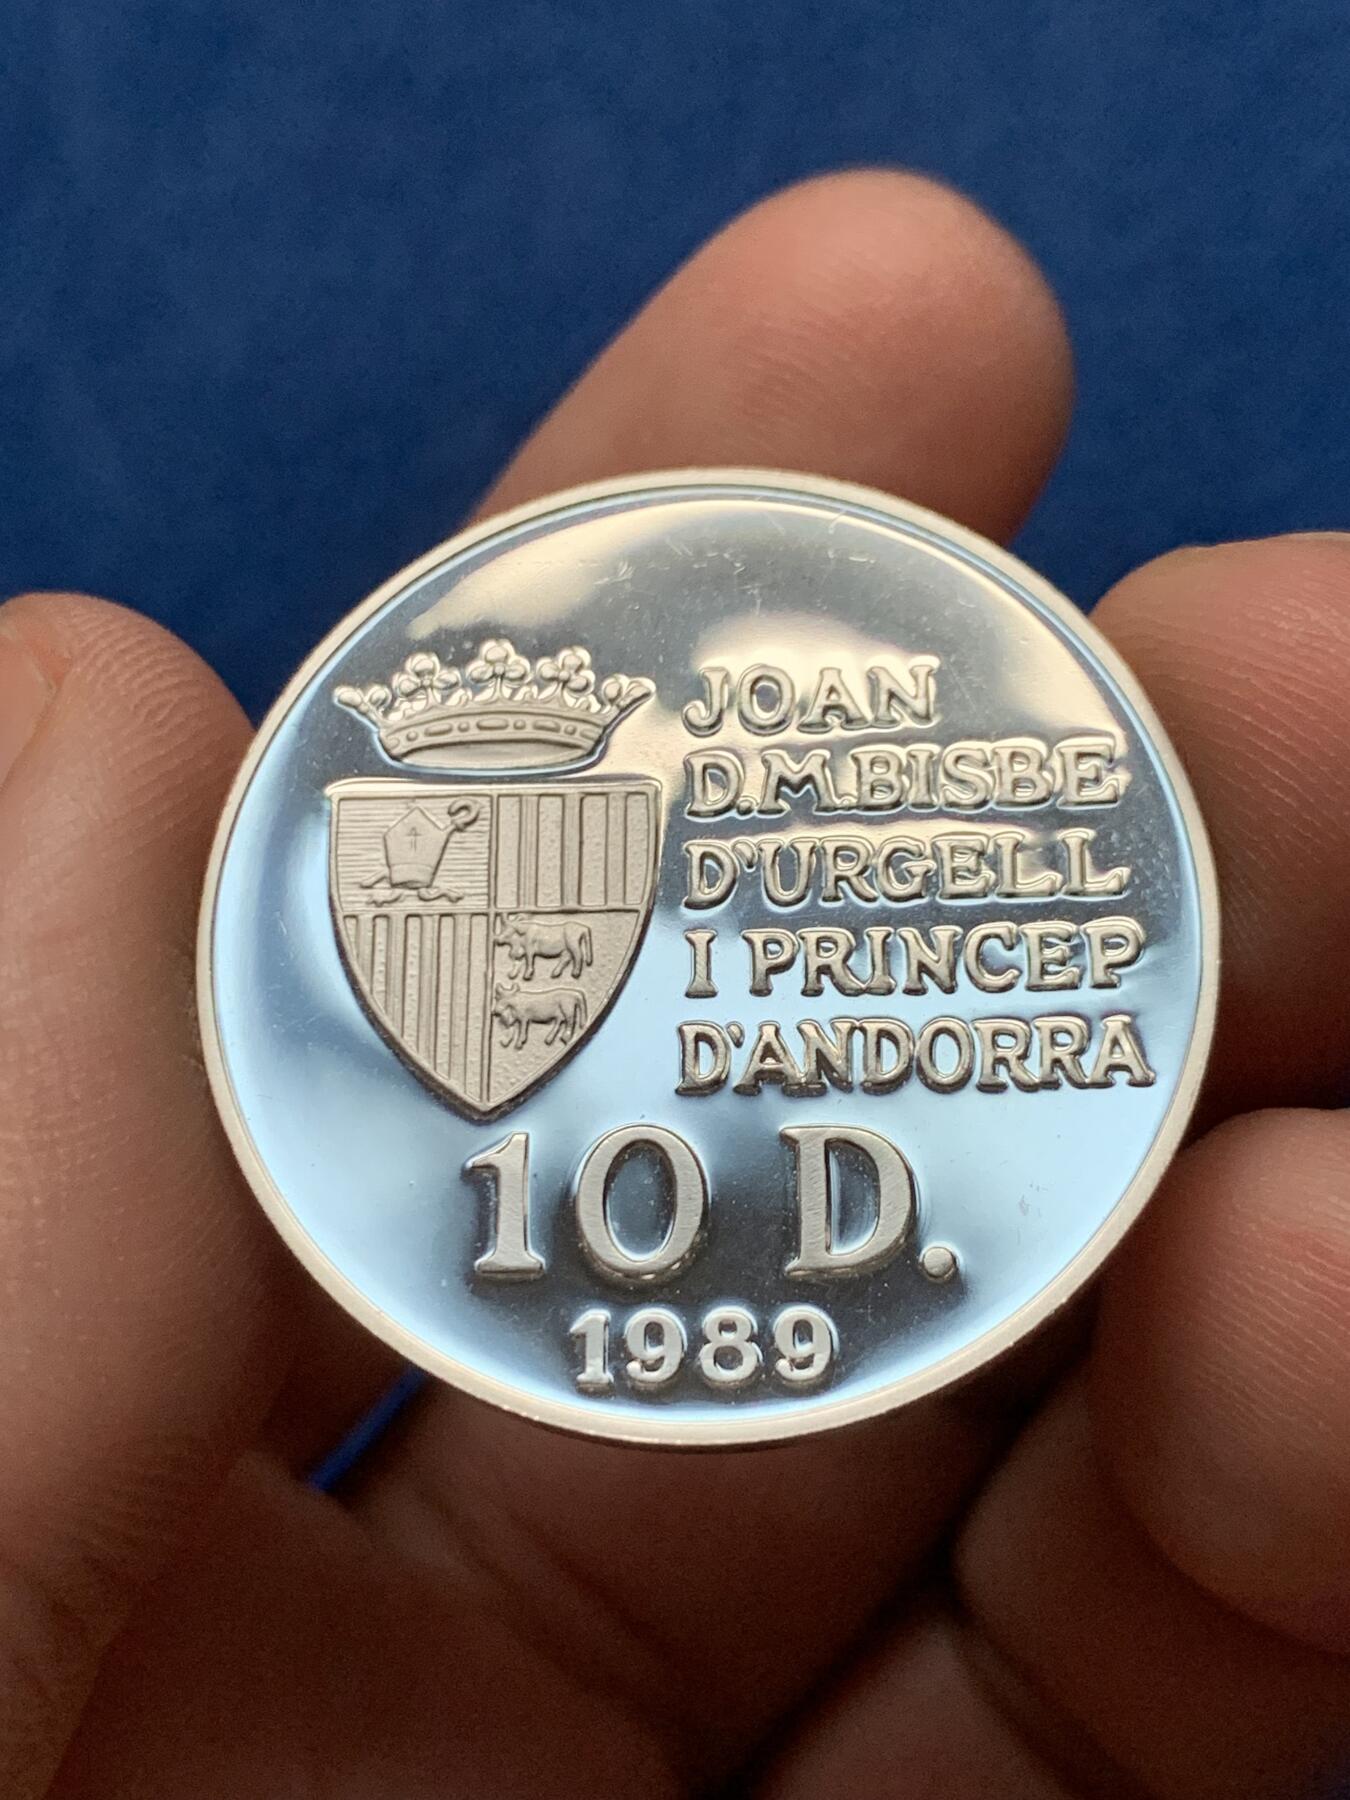 JOAN
D.M.BISBE
D'URGELL
I PRINCEP
D'ANDORRA
10 D.
1989